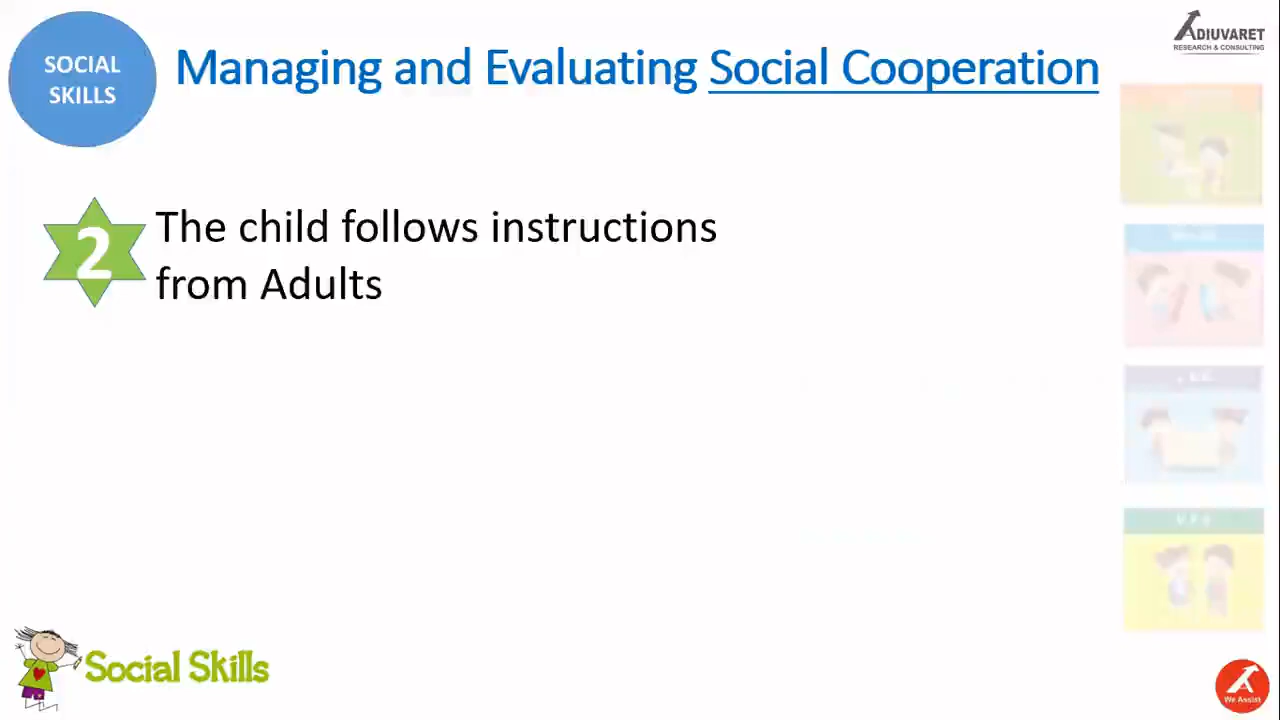 SOCIAL
SKILLS
Managing and Evaluating Social Cooperation
ADIUVARET
RESEARCH & CONSULTING
2
The child follows instructions
from Adults
Social Skills
We Assist